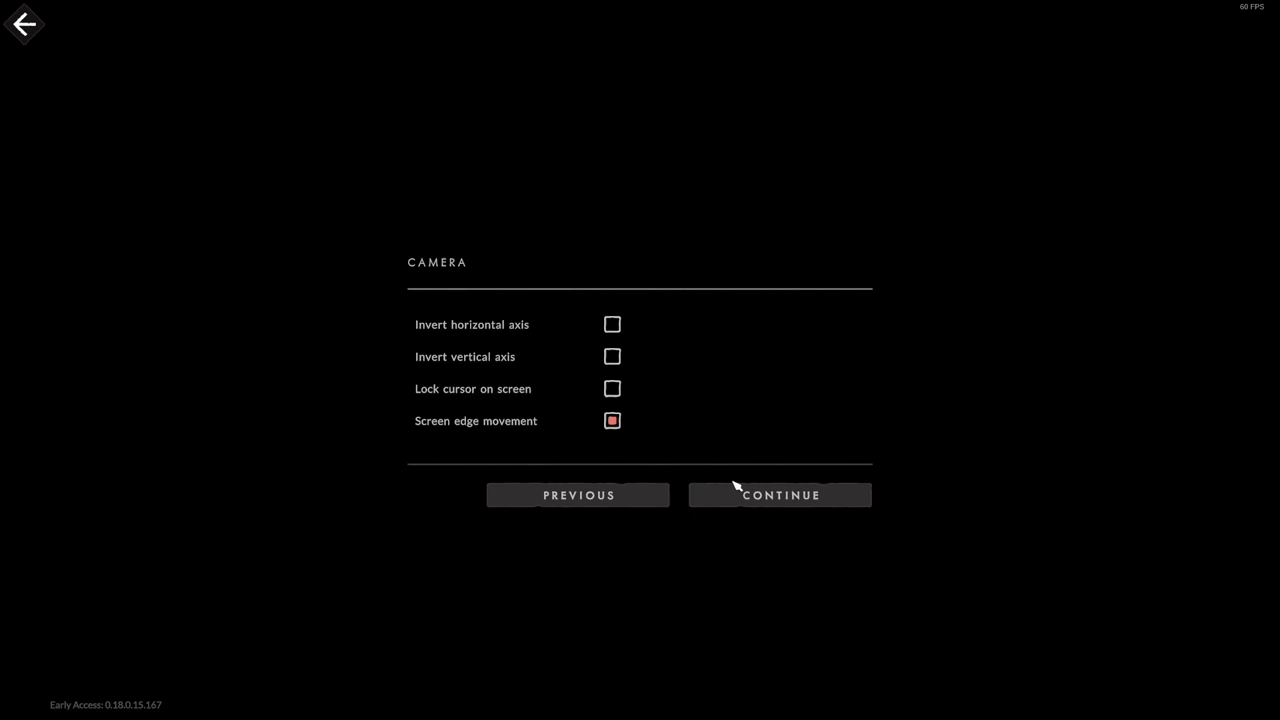 60 FPS
CAMERA
Invert horizontal axis
Invert vertical axis
Lock cursor on screen
Screen edge movement
PREVIOUS
CONTINUE
Early Access: 0.18.0.15.167